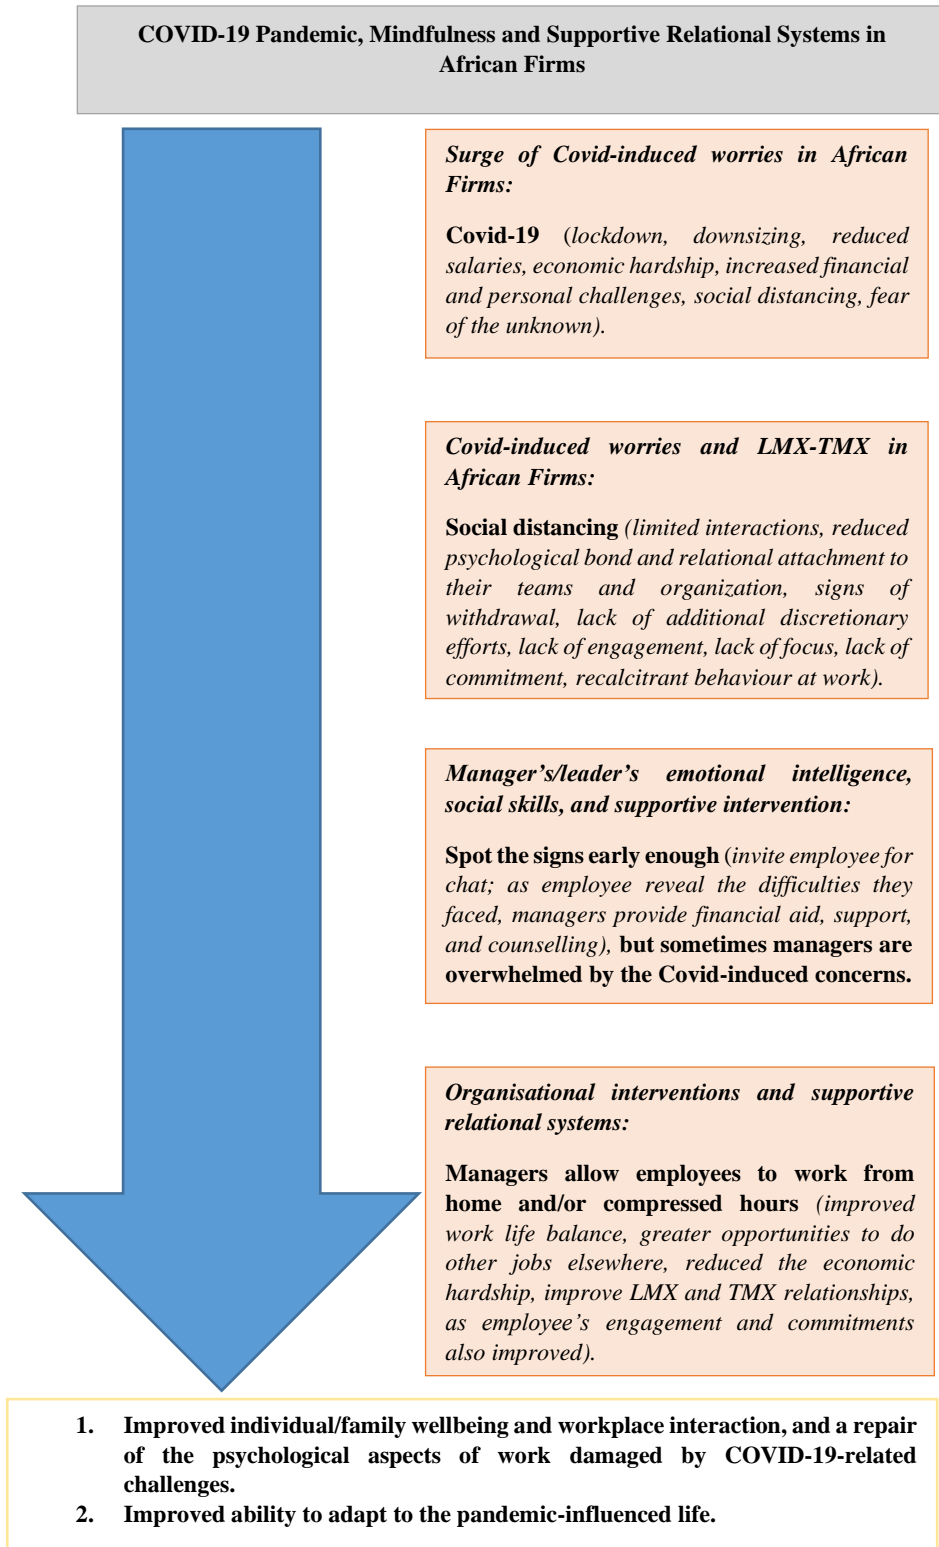 COVID-19 Pandemic, Mindfulness and Supportive Relational Systems in
African Firms
Surge of Covid-induced worries in African
Firms:
Covid-19 (lockdown, downsizing, reduced
salaries, economic hardship, increased financial
and personal challenges, social distancing, fear
of the unknown).
Covid-induced worries and LMX-TMX in
African Firms:
Social distancing (limited interactions, reduced
psychological bond and relational attachment to
their teams and organization, signs of
withdrawal, lack of additional discretionary
efforts, lack of engagement, lack of focus, lack of
commitment, recalcitrant behaviour at work).
Manager’s/leader’s emotional intelligence,
social skills, and supportive intervention:
Spot the signs early enough (invite employee for
chat; as employee reveal the difficulties they
faced, managers provide financial aid, support,
and counselling), but sometimes managers are
overwhelmed by the Covid-induced concerns.
Organisational interventions and supportive
relational systems:
Managers allow employees to work from
home and/or compressed hours (improved
work life balance, greater opportunities to do
other jobs elsewhere, reduced the economic
hardship, improve LMX and TMX relationships,
as employee’s engagement and commitments
also improved).
1. Improved individual/family wellbeing and workplace interaction, and a repair
of the psychological aspects of work damaged by COVID-19-related
challenges.
2. Improved ability to adapt to the pandemic-influenced life.